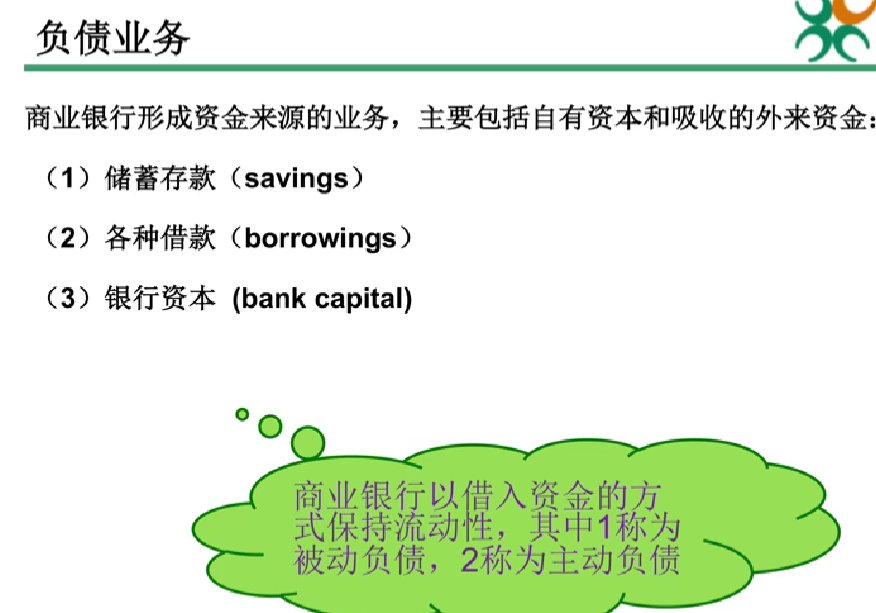 负债业务
商业银行形成资金来源的业务，主要包括自有资本和吸收的外来资金：
（1）储蓄存款（savings）
（2）各种借款（borrowings）
（3）银行资本 (bank capital)
商业银行以借入资金的方
式保持流动性，其中1称为
被动负债，2称为主动负债